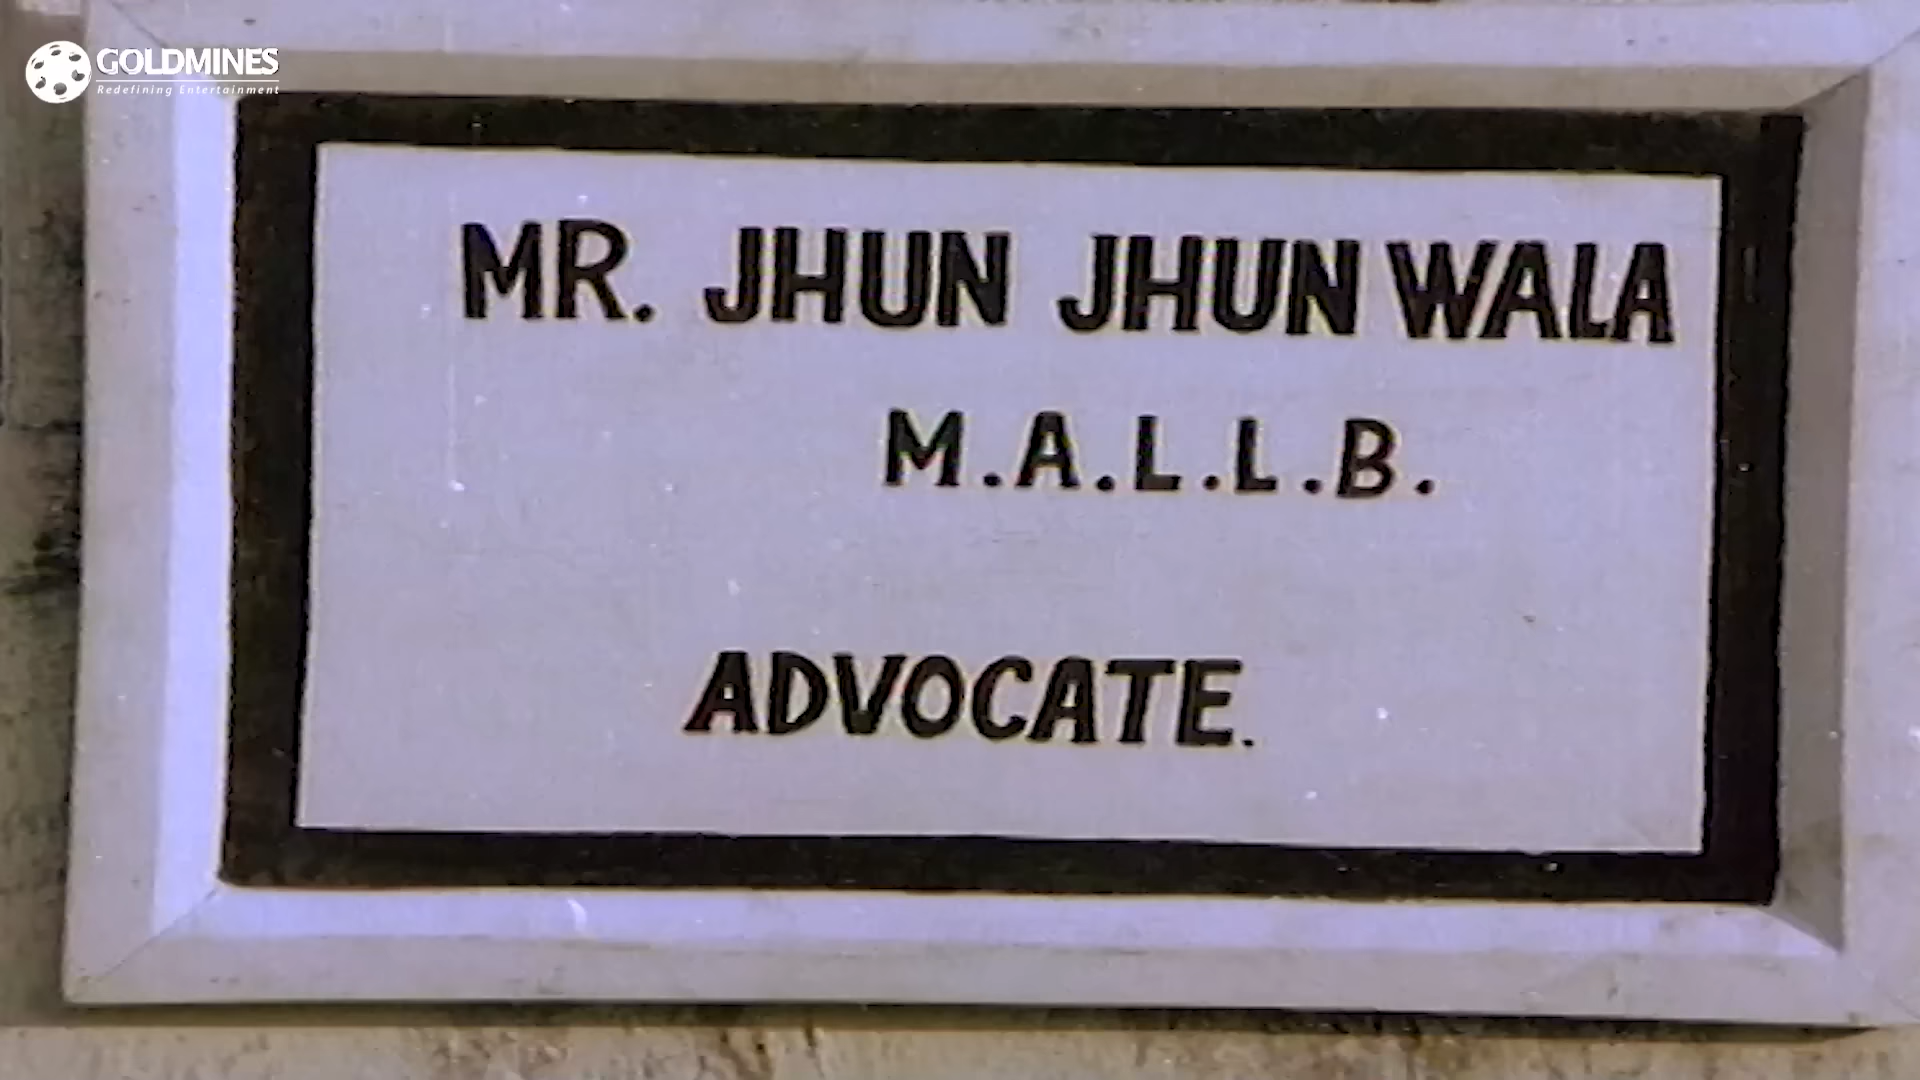 GOLDMINES
Redefining Entertainment
MR. JHUN JHUN WALA
M.A.L.L.B.
ADVOCATE.